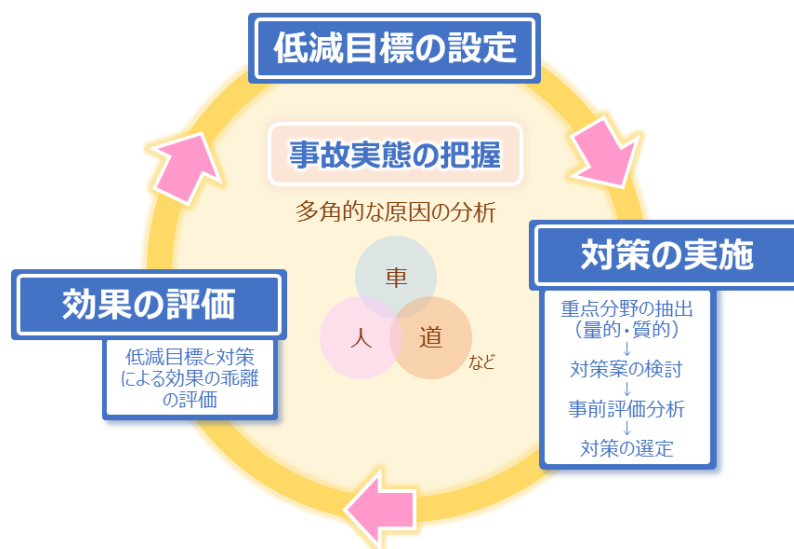 低減目標の設定
事故実態の把握
多角的な原因の分析
車
人
道
など
対策の実施
重点分野の抽出
（量的・質的）
↓
対策案の検討
↓
事前評価分析
↓
対策の選定
効果の評価
低減目標と対策
による効果の乖離
の評価